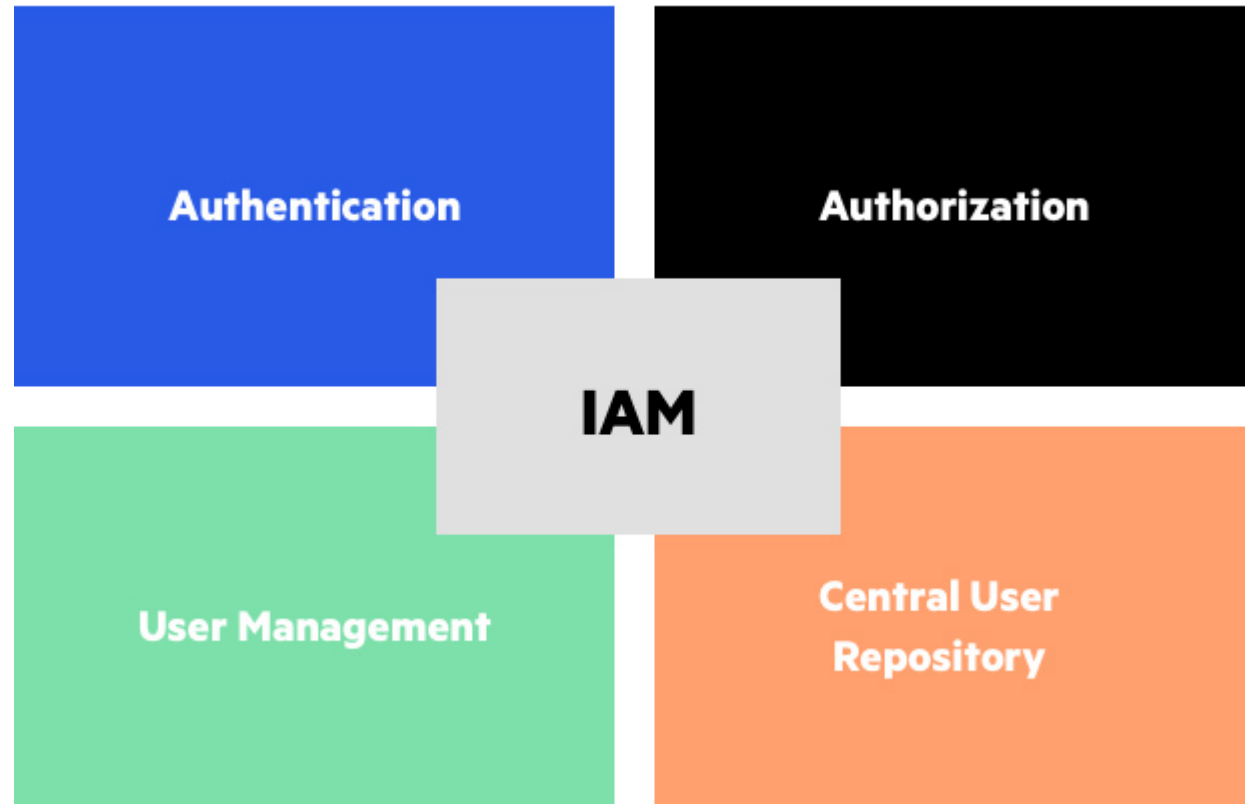 Authentication
Authorization
IAM
User Management
Central User
Repository